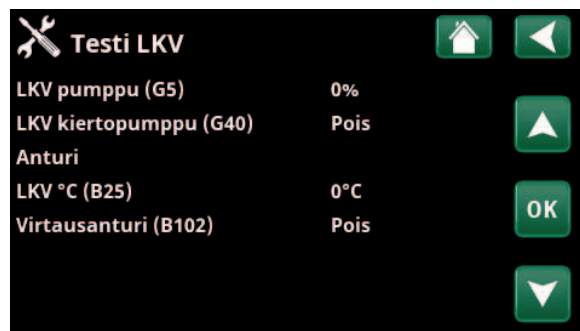 Testi LKV
LKV pumppu (G5) 0%
LKV kiertopumppu (G40) Pois
Anturi
LKV °C (B25) 0°C
Virtausanturi (B102) Pois
OK